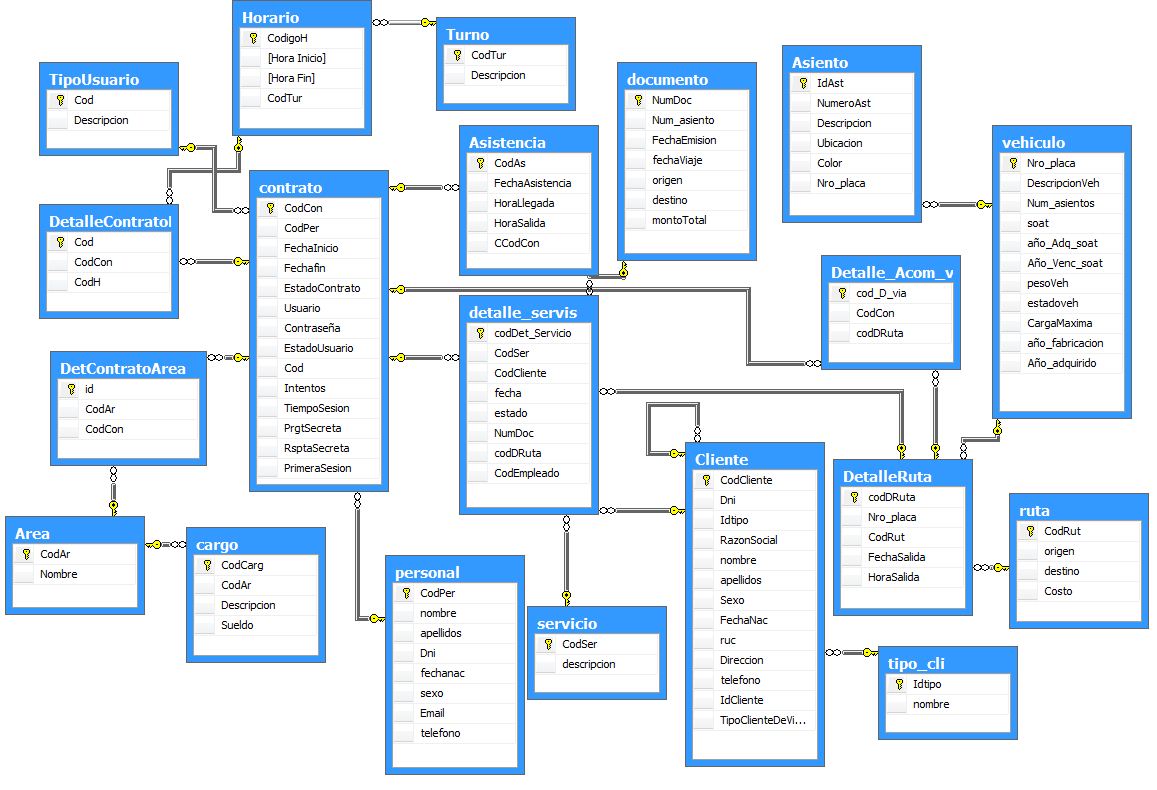 Horario
CodigoH
[Hora Inicio]
[Hora Fin]
CodTur
Turno
CodTur
Descripcion
TipoUsuario
Cod
Descripcion
documento
NumDoc
Num_asiento
FechaEmision
fechaViaje
origen
destino
montoTotal
Asiento
IdAst
NumeroAst
Descripcion
Ubicacion
Color
Nro_placa
vehiculo
Nro_placa
DescripcionVeh
Num_asientos
soat
año_Adq_soat
Año_Venc_soat
pesoVeh
estadoveh
CargaMaxima
año_fabricacion
Año_adquirido
Asistencia
CodAs
FechaAsistencia
HoraLlegada
HoraSalida
CCodCon
contrato
CodCon
CodPer
FechaInicio
Fechafin
EstadoContrato
Usuario
Contraseña
EstadoUsuario
Cod
Intentos
TiempoSesion
PrgtSecreta
RsptaSecreta
PrimeraSesion
DetalleContratoH
Cod
CodCon
CodH
Detalle_Acom_v
cod_D_via
CodCon
codDRuta
detalle_servis
codDet_Servicio
CodSer
CodCliente
fecha
estado
NumDoc
codDRuta
CodEmpleado
DetContratoArea
id
CodAr
CodCon
Cliente
CodCliente
Dni
Idtipo
RazonSocial
nombre
apellidos
Sexo
FechaNac
ruc
Direccion
telefono
IdCliente
TipoClienteDeVi...
DetalleRuta
codDRuta
Nro_placa
CodRut
FechaSalida
HoraSalida
ruta
CodRut
origen
destino
Costo
Area
CodAr
Nombre
cargo
CodCarg
CodAr
Descripcion
Sueldo
personal
CodPer
nombre
apellidos
Dni
fechanac
sexo
Email
telefono
servicio
CodSer
descripcion
tipo_cli
Idtipo
nombre